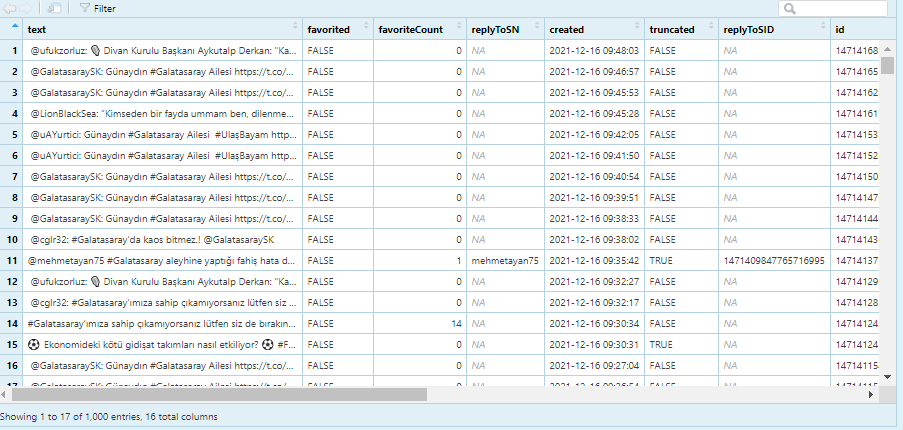 Filter
text favorited favoriteCount replyToSN created truncated replyToSID id
1 @ufukzorluz: Divan Kurulu Başkanı Aykutalp Derkan: "Ka... FALSE 0 NA 2021-12-16 09:48:03 FALSE NA 14714168
2 @GalatasaraySK: Günaydın #Galatasaray Ailesi https://t.co/... FALSE 0 NA 2021-12-16 09:46:57 FALSE NA 14714165
3 @GalatasaraySK: Günaydın #Galatasaray Ailesi https://t.co/... FALSE 0 NA 2021-12-16 09:45:53 FALSE NA 14714162
4 @LionBlackSea: "Kimseden bir fayda ummam ben, dilenme... FALSE 0 NA 2021-12-16 09:45:28 FALSE NA 14714161
5 @uAYurtici: Günaydın #Galatasaray Ailesi #UlaşBayam http... FALSE 0 NA 2021-12-16 09:42:05 FALSE NA 14714153
6 @uAYurtici: Günaydın #Galatasaray Ailesi #UlaşBayam http... FALSE 0 NA 2021-12-16 09:41:50 FALSE NA 14714152
7 @GalatasaraySK: Günaydın #Galatasaray Ailesi https://t.co/... FALSE 0 NA 2021-12-16 09:40:54 FALSE NA 14714150
8 @GalatasaraySK: Günaydın #Galatasaray Ailesi https://t.co/... FALSE 0 NA 2021-12-16 09:39:51 FALSE NA 14714147
9 @GalatasaraySK: Günaydın #Galatasaray Ailesi https://t.co/... FALSE 0 NA 2021-12-16 09:38:33 FALSE NA 14714144
10 @cglr32: #Galatasaray'da kaos bitmez.! @GalatasaraySK FALSE 0 NA 2021-12-16 09:38:02 FALSE NA 14714143
11 @mehmetayan75 #Galatasaray aleyhine yaptığı fahiş hata d... FALSE 1 mehmetayan75 2021-12-16 09:35:42 TRUE 1471409847765716995 14714137
12 @ufukzorluz: Divan Kurulu Başkanı Aykutalp Derkan: "Ka... FALSE 0 NA 2021-12-16 09:32:27 FALSE NA 14714129
13 @cglr32: #Galatasaray'ımıza sahip çıkamıyorsanız lütfen siz ... FALSE 0 NA 2021-12-16 09:32:17 FALSE NA 14714128
14 #Galatasaray'ımıza sahip çıkamıyorsanız lütfen siz de bırakın... FALSE 14 NA 2021-12-16 09:30:34 FALSE NA 14714124
15 ⚽ Ekonomideki kötü gidişat takımları nasıl etkiliyor? ⚽ #F... FALSE 0 NA 2021-12-16 09:30:31 TRUE NA 14714124
16 @GalatasaraySK: Günaydın #Galatasaray Ailesi https://t.co/... FALSE 0 NA 2021-12-16 09:27:04 FALSE NA 14714115
17 @GalatasaraySK: Günaydın #Galatasaray Ailesi https://t.co/... FALSE 0 NA 2021-12-16 09:26:54 FALSE NA
Showing 1 to 17 of 1,000 entries, 16 total columns